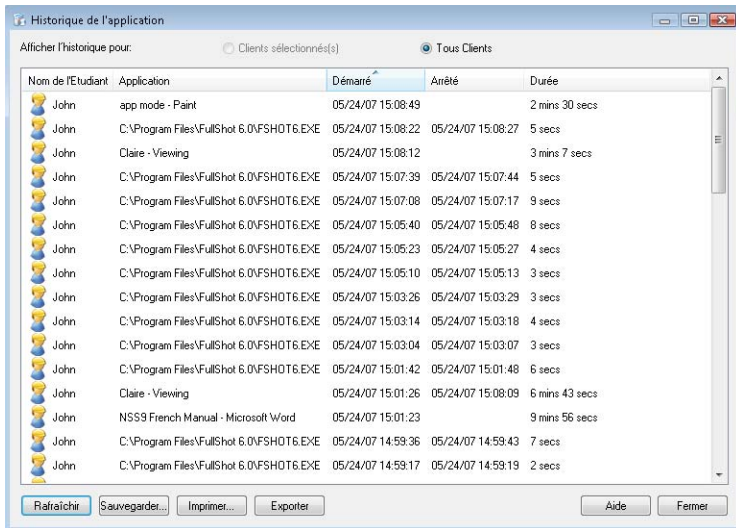 Historique de l'application
Afficher l'historique pour: Clients sélectionnés(s) Tous Clients
Nom de l'Etudiant Application Démarré Arrêté Durée
John app mode - Paint 05/24/07 15:08:49 2 mins 30 secs
John C:\Program Files\FullShot 6.0\FSHOT6.EXE 05/24/07 15:08:22 05/24/07 15:08:27 5 secs
John Claire - Viewing 05/24/07 15:08:12 3 mins 7 secs
John C:\Program Files\FullShot 6.0\FSHOT6.EXE 05/24/07 15:07:39 05/24/07 15:07:44 5 secs
John C:\Program Files\FullShot 6.0\FSHOT6.EXE 05/24/07 15:07:08 05/24/07 15:07:17 9 secs
John C:\Program Files\FullShot 6.0\FSHOT6.EXE 05/24/07 15:05:40 05/24/07 15:05:48 8 secs
John C:\Program Files\FullShot 6.0\FSHOT6.EXE 05/24/07 15:05:23 05/24/07 15:05:27 4 secs
John C:\Program Files\FullShot 6.0\FSHOT6.EXE 05/24/07 15:05:10 05/24/07 15:05:13 3 secs
John C:\Program Files\FullShot 6.0\FSHOT6.EXE 05/24/07 15:03:26 05/24/07 15:03:29 3 secs
John C:\Program Files\FullShot 6.0\FSHOT6.EXE 05/24/07 15:03:14 05/24/07 15:03:18 4 secs
John C:\Program Files\FullShot 6.0\FSHOT6.EXE 05/24/07 15:03:04 05/24/07 15:03:07 3 secs
John C:\Program Files\FullShot 6.0\FSHOT6.EXE 05/24/07 15:01:42 05/24/07 15:01:48 6 secs
John Claire - Viewing 05/24/07 15:01:26 05/24/07 15:08:09 6 mins 43 secs
John NSS9 French Manual - Microsoft Word 05/24/07 15:01:23 9 mins 56 secs
John C:\Program Files\FullShot 6.0\FSHOT6.EXE 05/24/07 14:59:36 05/24/07 14:59:43 7 secs
John C:\Program Files\FullShot 6.0\FSHOT6.EXE 05/24/07 14:59:17 05/24/07 14:59:19 2 secs
Rafraîchir Sauvegarder... Imprimer... Exporter Aide Fermer